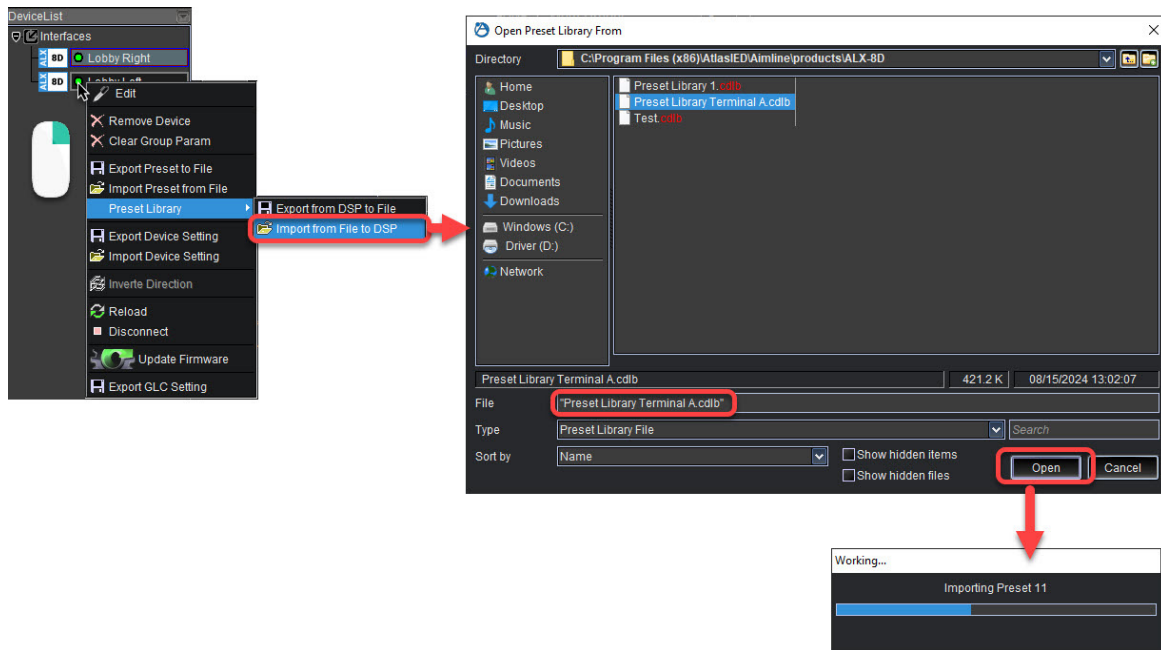 DeviceList
Interfaces
ALX 8D Lobby Right
ALX 8D Lobby Left
Edit
Remove Device
Clear Group Param
Export Preset to File
Import Preset from File
Preset Library
Export from DSP to File
Import from File to DSP
Export Device Setting
Import Device Setting
Inverte Direction
Reload
Disconnect
Update Firmware
Export GLC Setting
Open Preset Library From
Directory C:\Program Files (x86)\AtlasIED\Aimline\products\ALX-8D
Home
Desktop
Music
Pictures
Videos
Documents
Downloads
Windows (C:)
Driver (D:)
Network
Preset Library 1.cdlb
Preset Library Terminal A.cdlb
Test.cdlb
Preset Library Terminal A.cdlb 421.2 K 08/15/2024 13:02:07
File "Preset Library Terminal A.cdlb"
Type Preset Library File Search
Sort by Name Show hidden items
Show hidden files
Open Cancel
Working...
Importing Preset 11